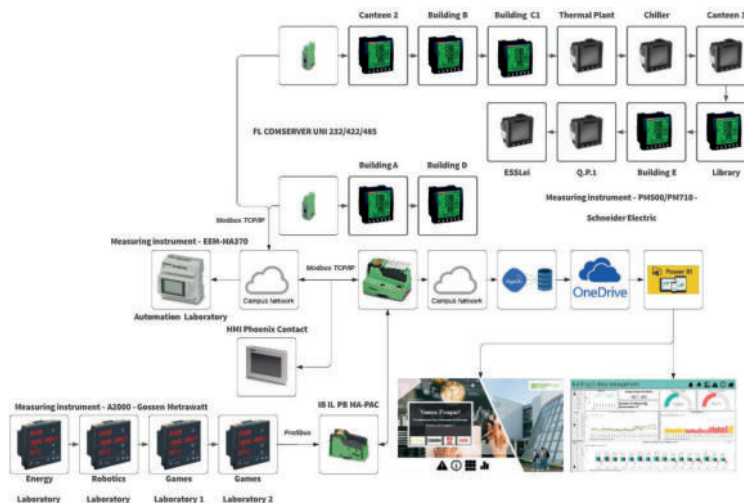 Canteen 2
Building B
Building C1
Thermal Plant
Chiller
Canteen 3
FL COMSERVER UNI 232/422/485
ESSLei
Q.P.1
Building E
Library
Building A
Building D
Measuring instrument - PM500/PM710 -
Schneider Electric
Modbus TCP/IP
Measuring instrument - EEM-MA370
Modbus TCP/IP
Campus Network
Campus Network
OneDrive
Power BI
Automation Laboratory
HMI Phoenix Contact
Measuring instrument - A2000 - Gossen Metrawatt
IB IL PB MA-PAC
Profibus
Vamos Poupar!
Energy
Laboratory
Robotics
Laboratory
Games
Laboratory 1
Games
Laboratory 2